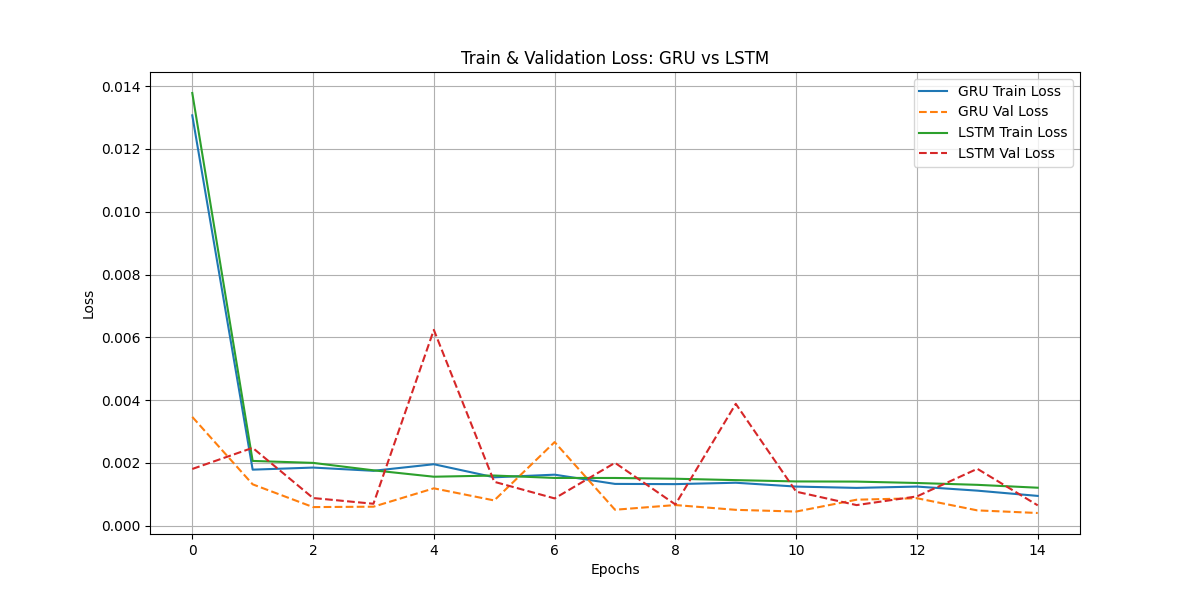 Train & Validation Loss: GRU vs LSTM
GRU Train Loss
GRU Val Loss
LSTM Train Loss
LSTM Val Loss
0.014
0.012
0.010
0.008
0.006
0.004
0.002
0.000
Loss
0 2 4 6 8 10 12 14
Epochs